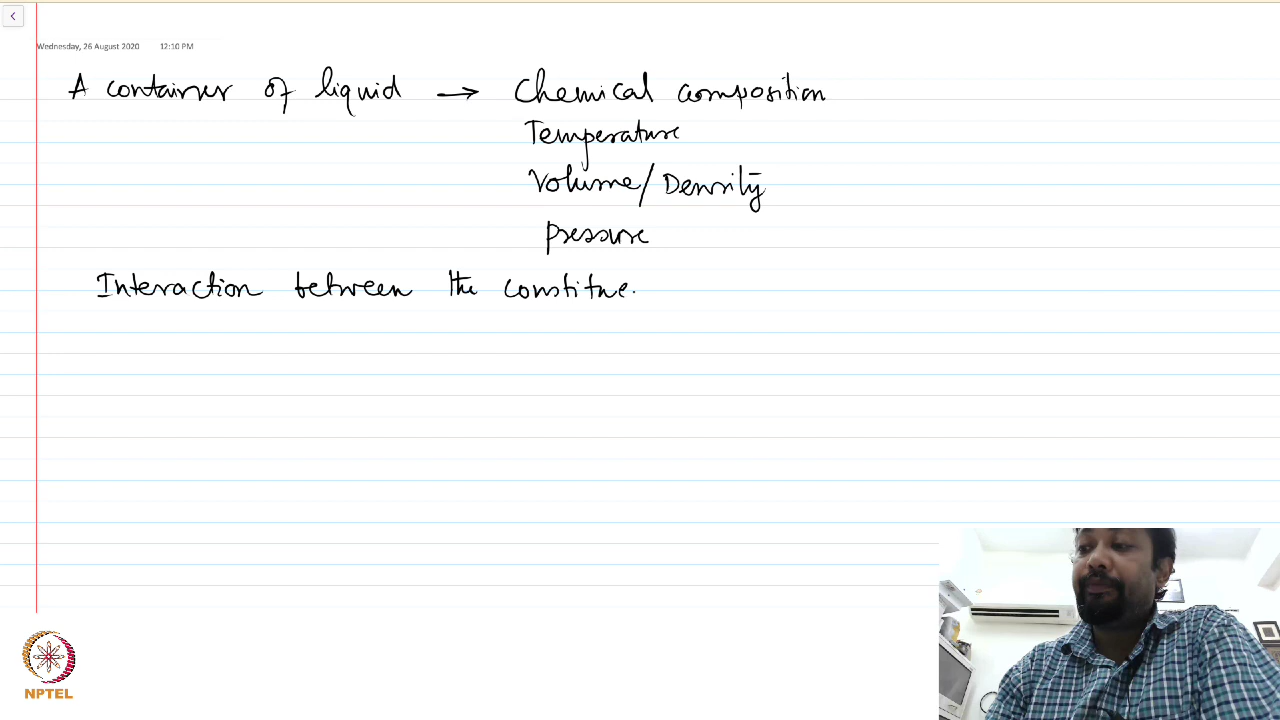 Wednesday, 26 August 2020 12:10 PM
A container of liquid → Chemical composition
Temperature
Volume/Density
Pressure
Interaction between the constitue.
NPTEL